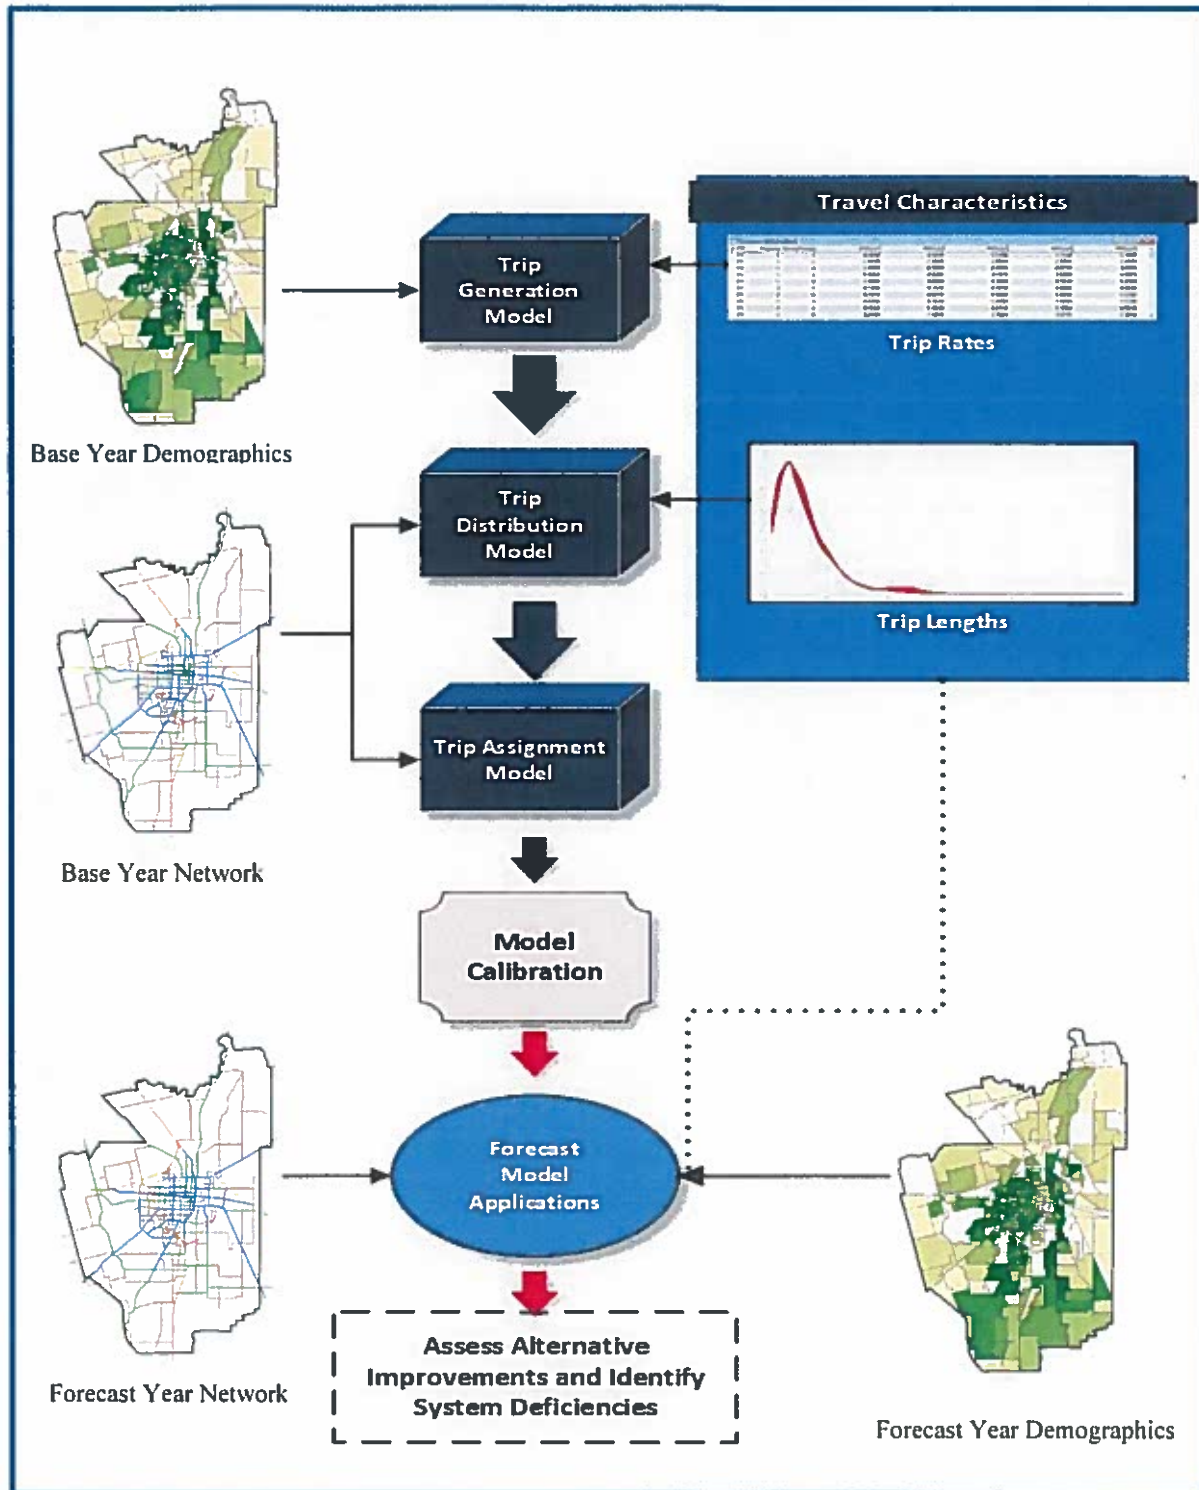 Travel Characteristics
Trip
Generation
Model
Trip Rates
Base Year Demographics
Trip
Distribution
Model
Trip Lengths
Trip Assignment
Model
Base Year Network
Model
Calibration
Forecast
Model
Applications
Forecast Year Network
Assess Alternative
Improvements and Identify
System Deficiencies
Forecast Year Demographics